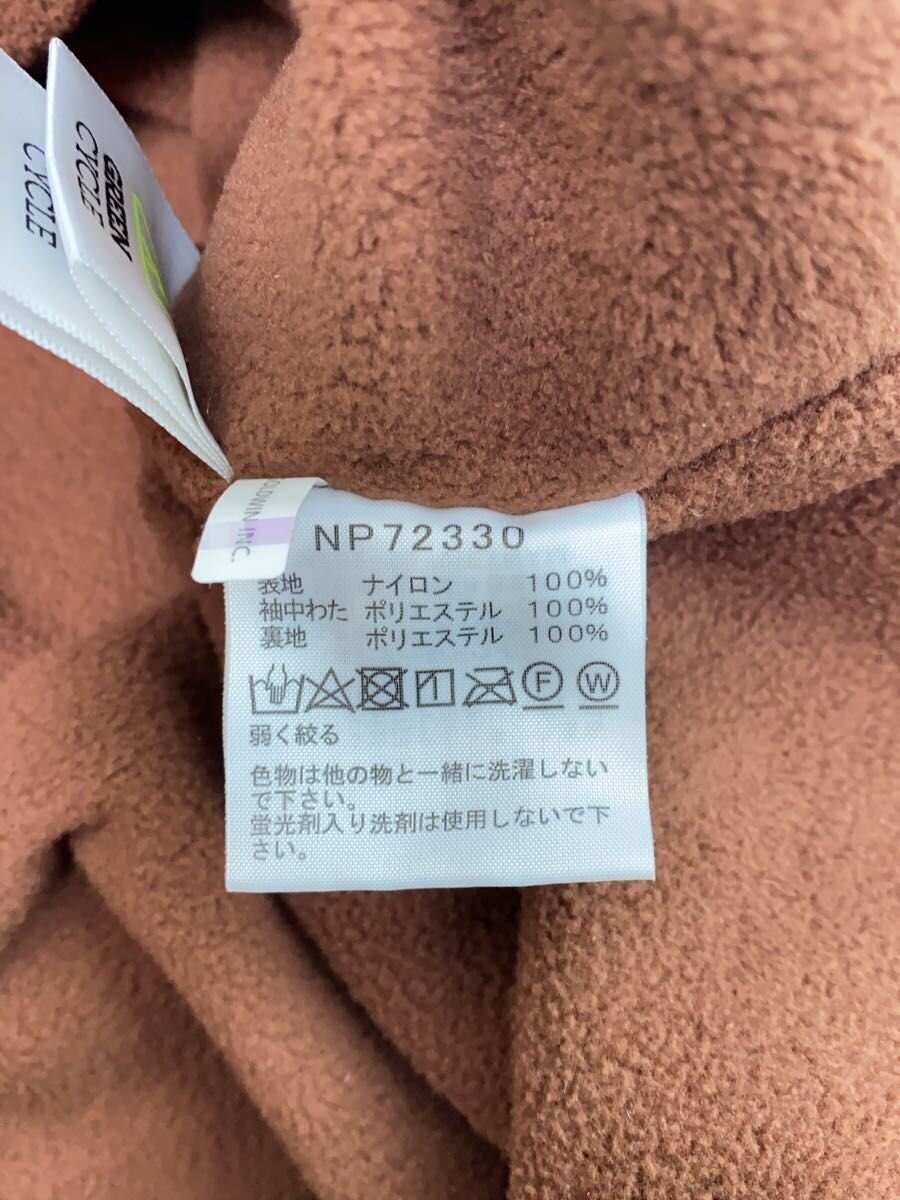 GREEN
CYCLE
CYCLE
GOLDWIN INC.
NP72330
表地 ナイロン 100%
袖中わた ポリエステル 100%
裏地 ポリエステル 100%
F W
弱く絞る
色物は他の物と一緒に洗濯しない
で下さい。
蛍光剤入り洗剤は使用しないで下
さい。